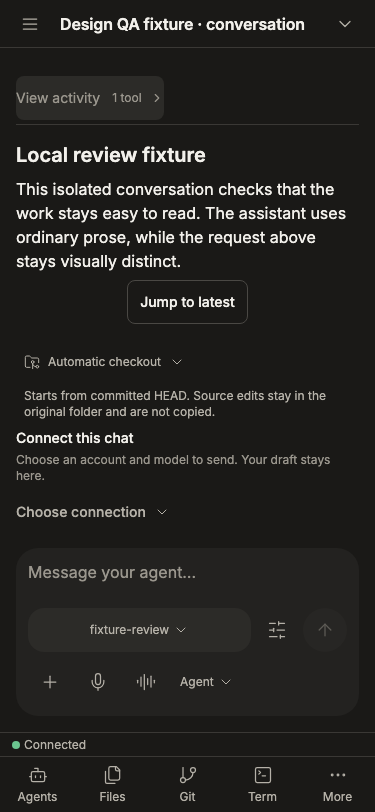 Design QA fixture · conversation
View activity 1 tool
Local review fixture
This isolated conversation checks that the
work stays easy to read. The assistant uses
ordinary prose, while the request above
stays visually distinct.
Jump to latest
Automatic checkout
Starts from committed HEAD. Source edits stay in the
original folder and are not copied.
Connect this chat
Choose an account and model to send. Your draft stays
here.
Choose connection
Message your agent...
fixture-review
Agent
Connected
Agents Files Git Term More